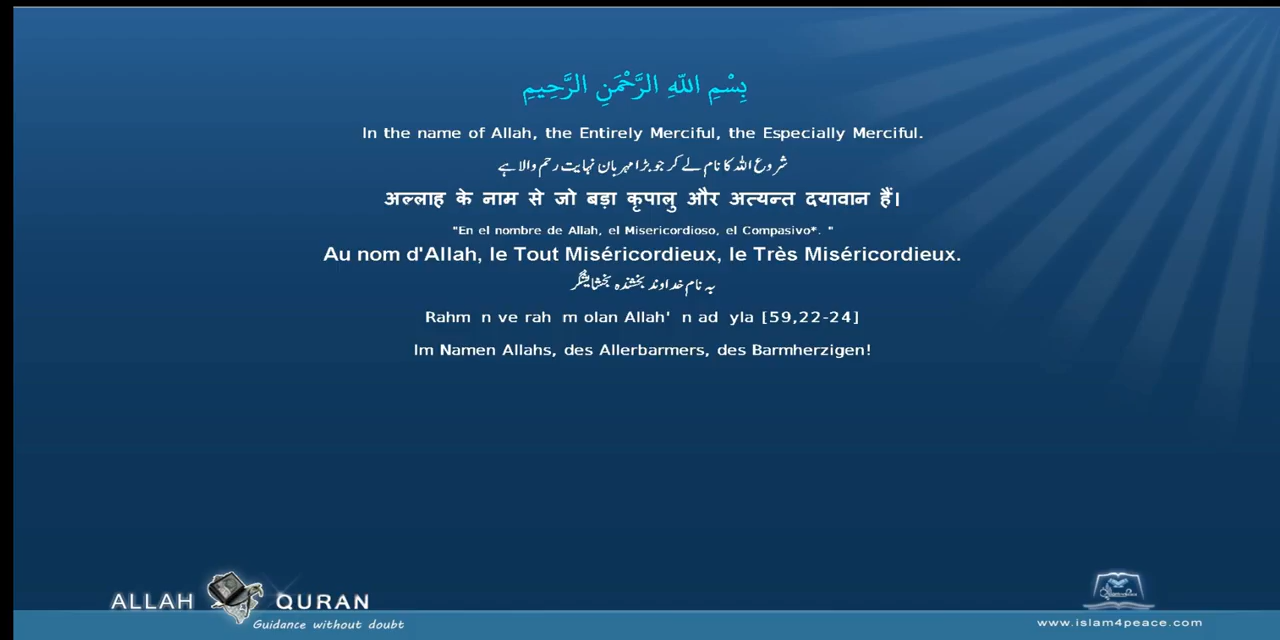 بِسْمِ اللَّهِ الرَّحْمَنِ الرَّحِيمِ
In the name of Allah, the Entirely Merciful, the Especially Merciful.
شروع الله کا نام لے کر جو بڑا مہربان نہایت رحم والا ہے
अल्लाह के नाम से जो बड़ा कृपालु और अत्यन्त दयावान हैं।
"En el nombre de Allah, el Misericordioso, el Compasivo*. "
Au nom d'Allah, le Tout Miséricordieux, le Très Miséricordieux.
به نام خداوند بخشنده بخشایشگر
Rahm n ve rah m olan Allah' n ad yla [59,22-24]
Im Namen Allahs, des Allerbarmers, des Barmherzigen!
ALLAH QURAN
Guidance without doubt
www.islam4peace.com